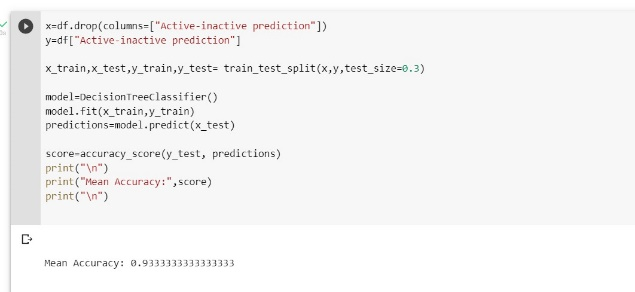 x=df.drop(columns=["Active-inactive prediction"])
y=df["Active-inactive prediction"]
x_train,x_test,y_train,y_test= train_test_split(x,y,test_size=0.3)
model=DecisionTreeClassifier()
model.fit(x_train,y_train)
predictions=model.predict(x_test)
score=accuracy_score(y_test, predictions)
print("\n")
print("Mean Accuracy:",score)
print("\n")
Mean Accuracy: 0.9333333333333333